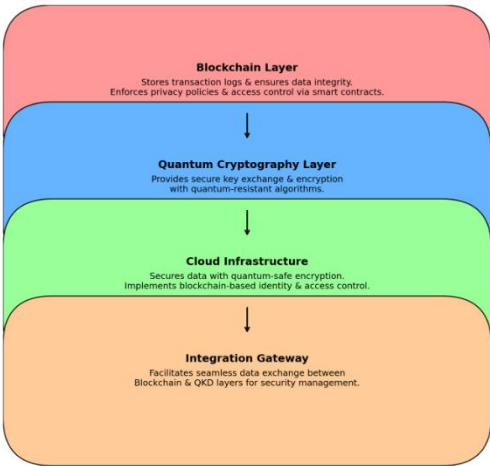 Blockchain Layer
Stores transaction logs & ensures data integrity.
Enforces privacy policies & access control via smart contracts.
Quantum Cryptography Layer
Provides secure key exchange & encryption
with quantum-resistant algorithms.
Cloud Infrastructure
Secures data with quantum-safe encryption.
Implements blockchain-based identity & access control.
Integration Gateway
Facilitates seamless data exchange between
Blockchain & QKD layers for security management.